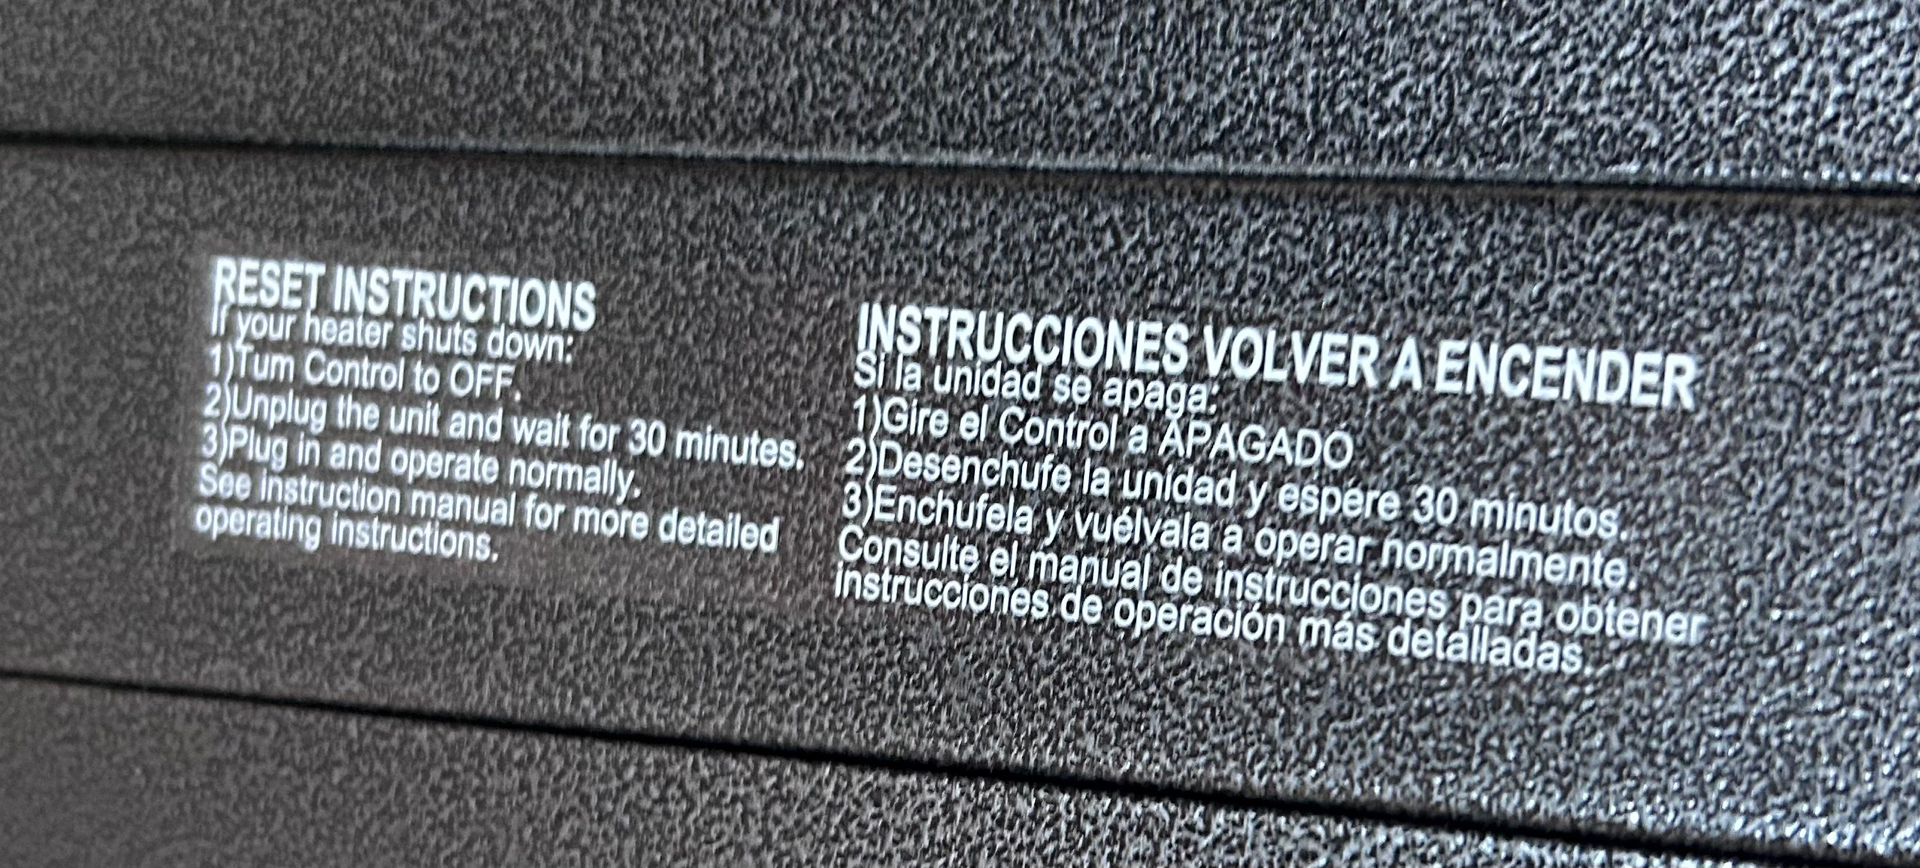 RESET INSTRUCTIONS
If your heater shuts down:
1)Turn Control to OFF.
2)Unplug the unit and wait for 30 minutes.
3)Plug in and operate normally.
See instruction manual for more detailed
operating instructions.
INSTRUCCIONES VOLVER A ENCENDER
Si la unidad se apaga:
1)Gire el Control a APAGADO
2)Desenchufe la unidad y espere 30 minutos.
3)Enchufela y vuélvala a operar normalmente.
Consulte el manual de instrucciones para obtener
instrucciones de operación más detalladas.